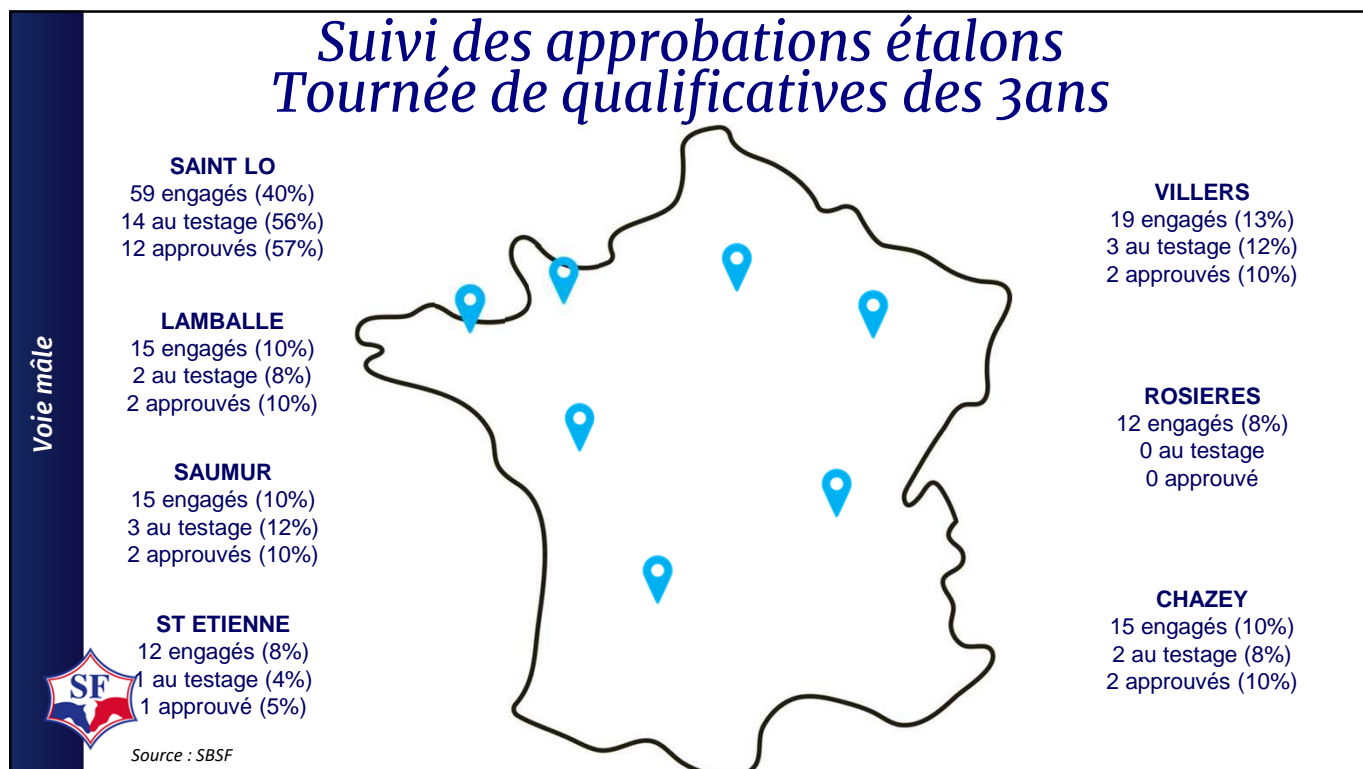 Suivi des approbations étalons
Tournée de qualificatives des 3ans
Voie mâle
SAINT LO
59 engagés (40%)
14 au testage (56%)
12 approuvés (57%)
LAMBALLE
15 engagés (10%)
2 au testage (8%)
2 approuvés (10%)
SAUMUR
15 engagés (10%)
3 au testage (12%)
2 approuvés (10%)
ST ETIENNE
12 engagés (8%)
1 au testage (4%)
1 approuvé (5%)
SF
Source : SBSF
VILLERS
19 engagés (13%)
3 au testage (12%)
2 approuvés (10%)
ROSIERES
12 engagés (8%)
0 au testage
0 approuvé
CHAZEY
15 engagés (10%)
2 au testage (8%)
2 approuvés (10%)